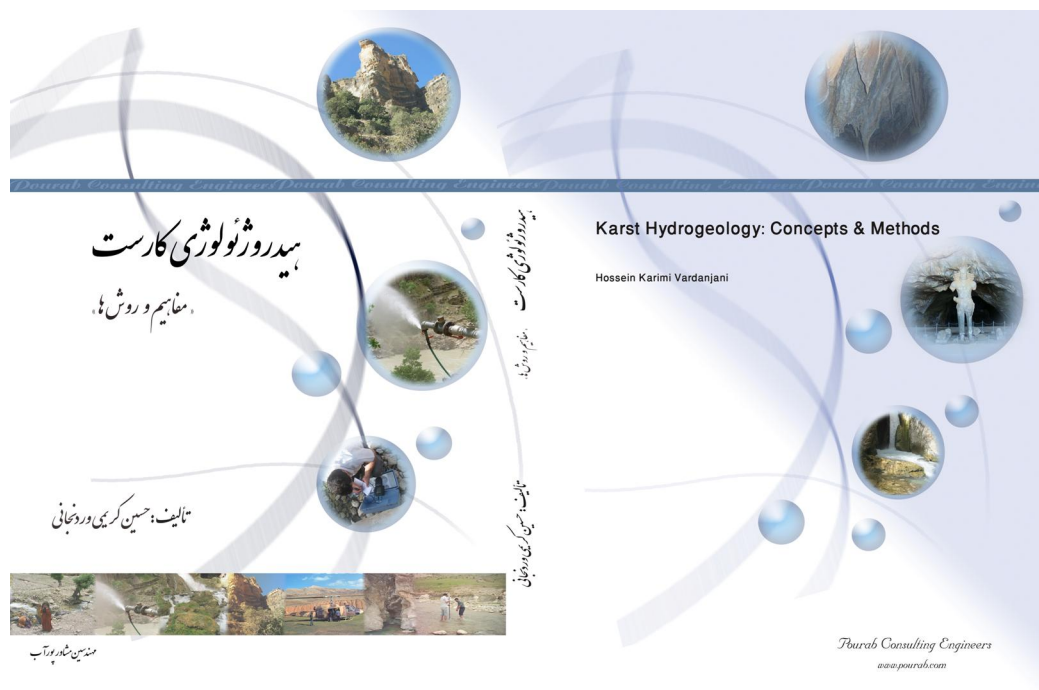 Pourab Consulting Engineers Pourab Consulting Engineers Pourab Consulting Engineers Pourab Consulting Engin
هیدروژئولوژی کارست
« مفاهیم و روش ها »
تألیف: حسین کریمی وردنجانی
مهندسین مشاور پورآب
هیدروژئولوژی کارست
«مفاهیم و روش ها»
تألیف: حسین کریمی وردنجانی
Karst Hydrogeology: Concepts & Methods
Hossein Karimi Vardanjani
Pourab Consulting Engineers
www.pourab.com